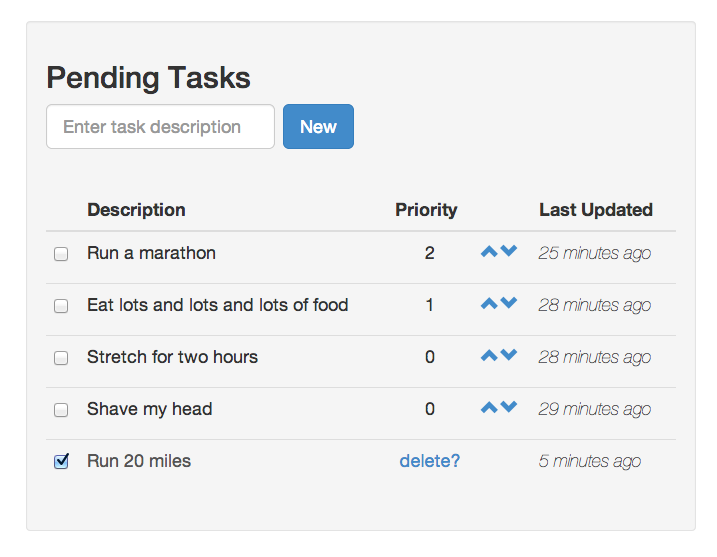 Pending Tasks
Enter task description New
Description Priority Last Updated
Run a marathon 2 25 minutes ago
Eat lots and lots and lots of food 1 28 minutes ago
Stretch for two hours 0 28 minutes ago
Shave my head 0 29 minutes ago
Run 20 miles delete? 5 minutes ago